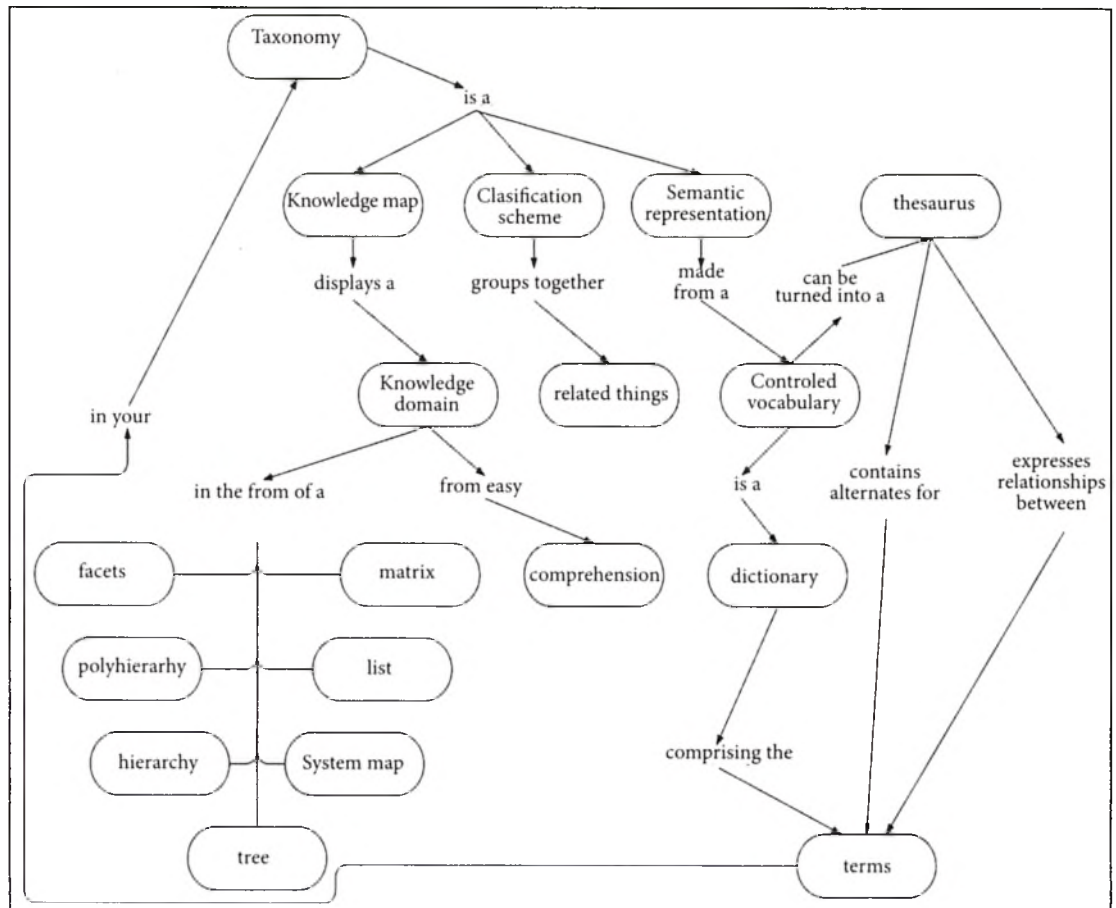 Taxonomy
is a
Knowledge map
Clasification
scheme
Semantic
representation
thesaurus
displays a
groups together
made
from a
can be
turned into a
Knowledge
domain
related things
Controled
vocabulary
in your
in the from of a
from easy
is a
contains
alternates for
expresses
relationships
between
facets
matrix
comprehension
dictionary
polyhierarhy
list
hierarchy
System map
comprising the
tree
terms